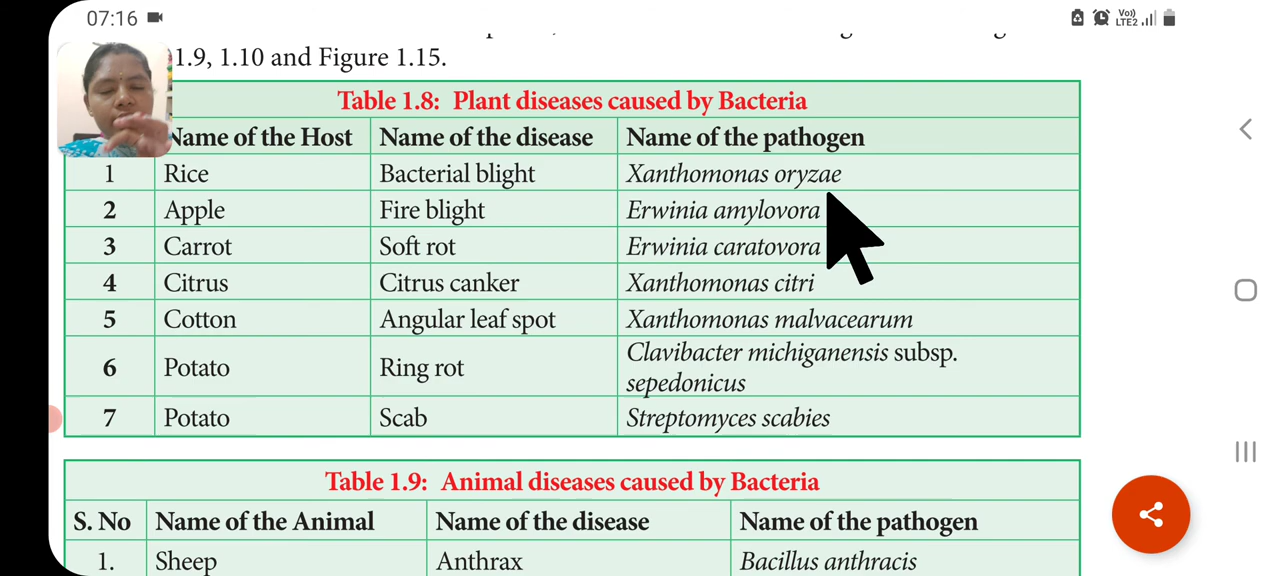 07:16 Vo)) LTE2
1.9, 1.10 and Figure 1.15.
Table 1.8: Plant diseases caused by Bacteria
Name of the Host Name of the disease Name of the pathogen
1 Rice Bacterial blight Xanthomonas oryzae
2 Apple Fire blight Erwinia amylovora
3 Carrot Soft rot Erwinia caratovora
4 Citrus Citrus canker Xanthomonas citri
5 Cotton Angular leaf spot Xanthomonas malvacearum
6 Potato Ring rot Clavibacter michiganensis subsp.
sepedonicus
7 Potato Scab Streptomyces scabies
Table 1.9: Animal diseases caused by Bacteria
S. No Name of the Animal Name of the disease Name of the pathogen
1. Sheep Anthrax Bacillus anthracis